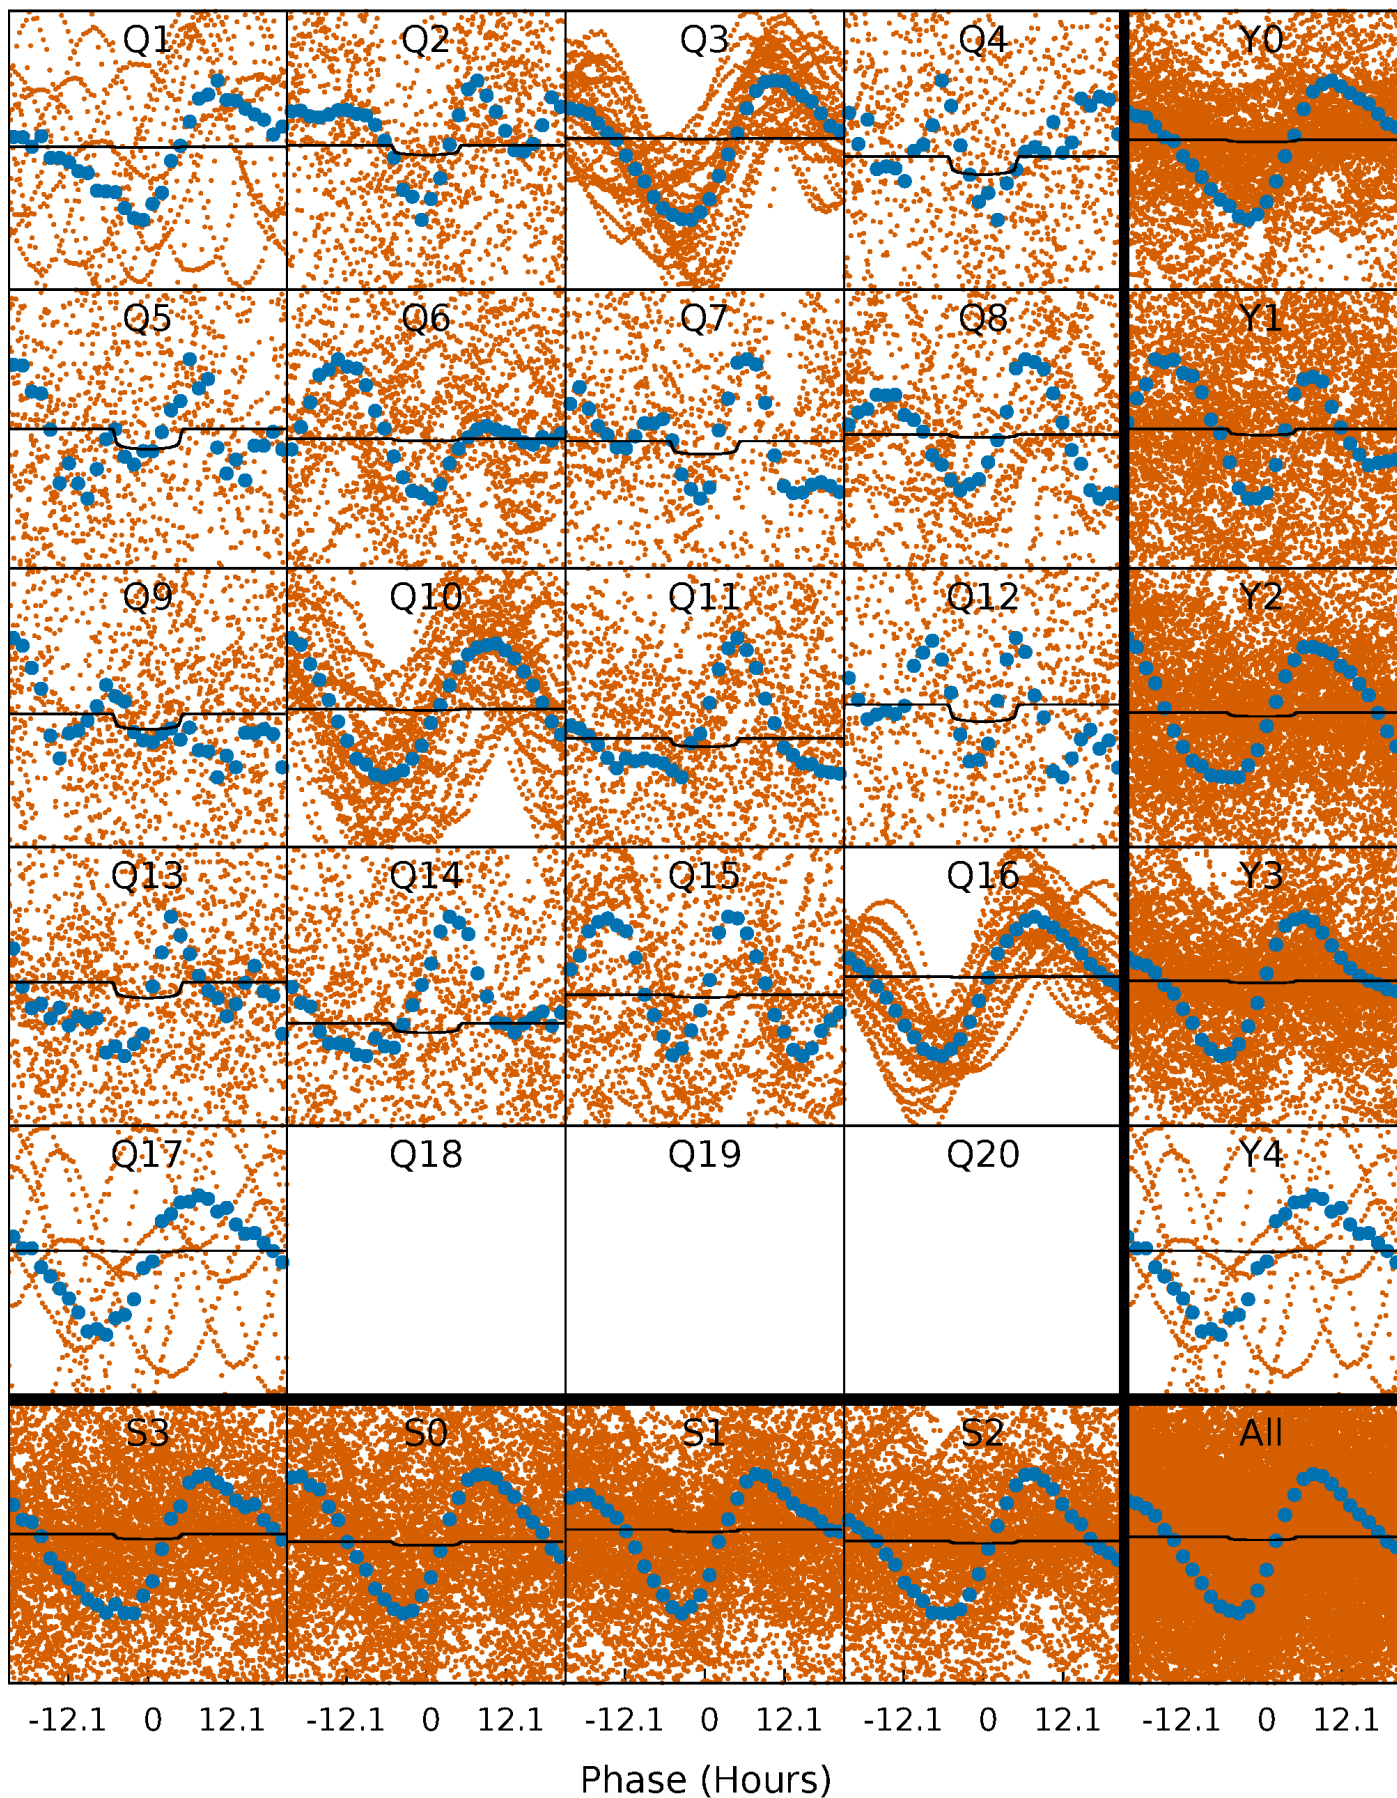 Q1 Q2 Q3 Q4 Y0
Q5 Q6 Q7 Q8 Y1
Q9 Q10 Q11 Q12 Y2
Q13 Q14 Q15 Q16 Y3
Q17 Q18 Q19 Q20 Y4
S3 S0 S1 S2 All
-12.1 0 12.1 -12.1 0 12.1 -12.1 0 12.1 -12.1 0 12.1 -12.1 0 12.1
Phase (Hours)